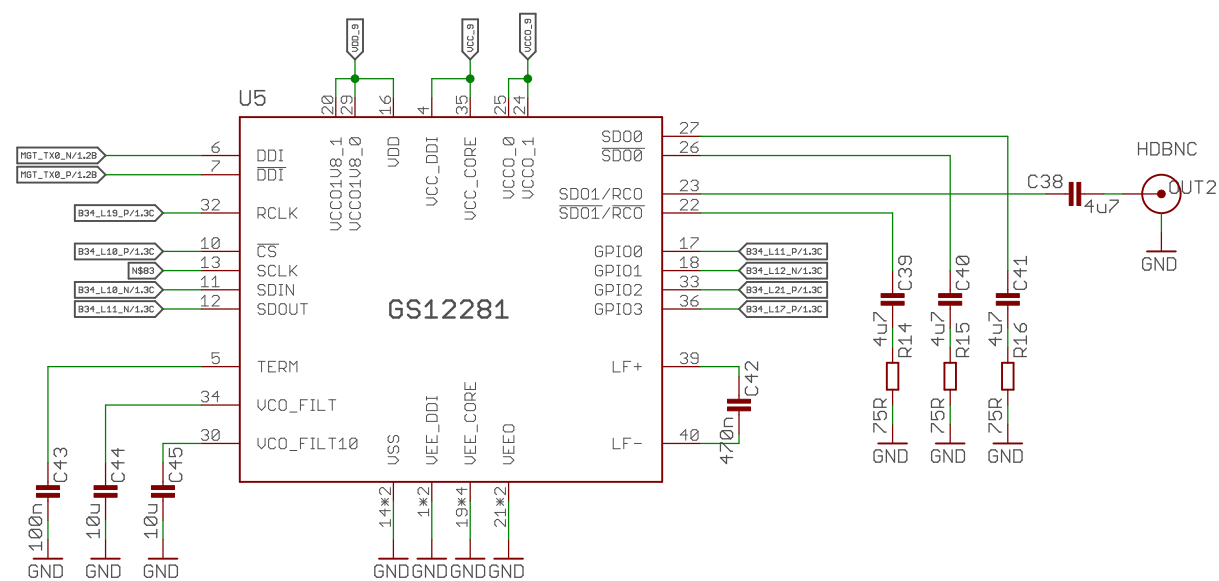 VDD_9
VCC_9
VCCO_9
U5
20
29
16
4
35
25
24
VCCO1V8_1
VCCO1V8_0
VDD
VCC_DDI
VCC_CORE
VCCO_0
VCCO_1
MGT_TX0_N/1.2B
6
DDI
MGT_TX0_P/1.2B
7
DDI
B34_L19_P/1.3C
32
RCLK
B34_L10_P/1.3C
10
CS
N$83
13
SCLK
B34_L10_N/1.3C
11
SDIN
B34_L11_N/1.3C
12
SDOUT
5
TERM
34
VCO_FILT
30
VCO_FILT10
GS12281
SDO0
27
SDO0
26
SDO1/RCO
23
SDO1/RCO
22
GPIO0
17
B34_L11_P/1.3C
GPIO1
18
B34_L12_N/1.3C
GPIO2
33
B34_L21_P/1.3C
GPIO3
36
B34_L17_P/1.3C
LF+
39
LF-
40
C42
470n
HDBNC
C38
4u7
OUT2
GND
C39
4u7
R14
75R
GND
C40
4u7
R15
75R
GND
C41
4u7
R16
75R
GND
VSS
VEE_DDI
VEE_CORE
VEEO
14*2
1*2
19*4
21*2
GND
GND
GND
GND
C43
100n
GND
C44
10u
GND
C45
10u
GND